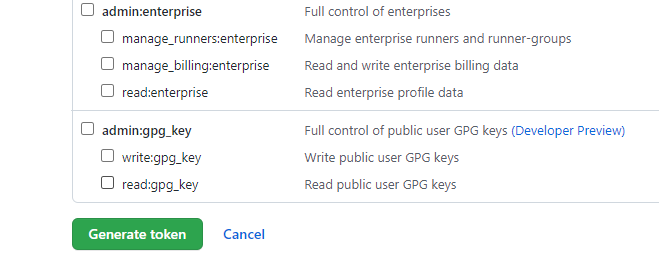 admin:enterprise Full control of enterprises
manage_runners:enterprise Manage enterprise runners and runner-groups
manage_billing:enterprise Read and write enterprise billing data
read:enterprise Read enterprise profile data
admin:gpg_key Full control of public user GPG keys (Developer Preview)
write:gpg_key Write public user GPG keys
read:gpg_key Read public user GPG keys
Generate token Cancel